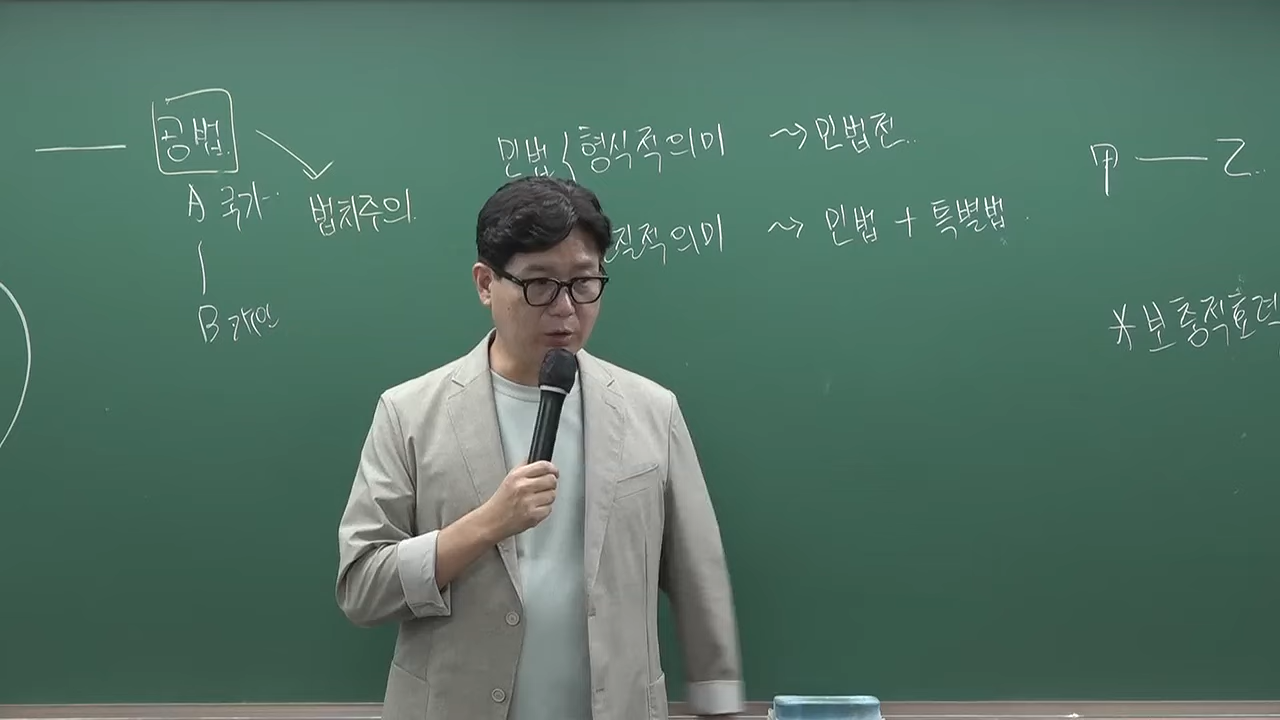 공법.
A 국가..
B 개인
법치주의.
민법 { 형식적의미 ~> 민법전..
질적의미 ~> 민법 + 특별법.
甲 — 乙..
* 보충적효력